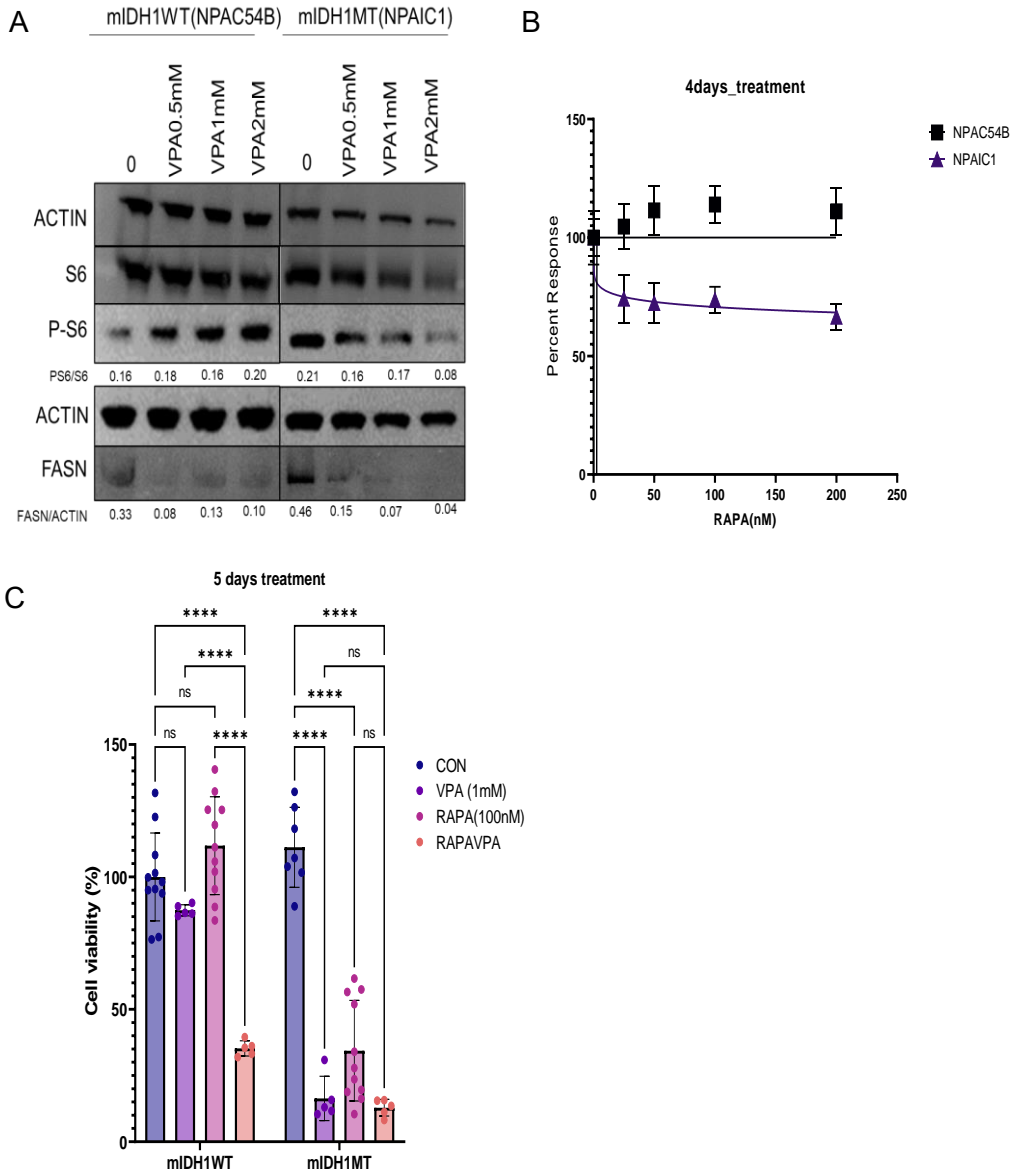 A
mIDH1WT(NPAC54B) mIDH1MT(NPAIC1)
0 VPA0.5mM VPA1mM VPA2mM 0 VPA0.5mM VPA1mM VPA2mM
ACTIN
S6
P-S6
PS6/S6 0.16 0.18 0.16 0.20 0.21 0.16 0.17 0.08
ACTIN
FASN
FASN/ACTIN 0.33 0.08 0.13 0.10 0.46 0.15 0.07 0.04
B
4days_treatment
NPAC54B
NPAIC1
Percent Response
150
100
50
0
0 50 100 150 200 250
RAPA(nM)
C
5 days treatment
**** ****
**** ns
ns ****
ns **** **** ns
CON
VPA (1mM)
RAPA(100nM)
RAPAVPA
Cell viability (%)
150
100
50
0
mIDH1WT mIDH1MT